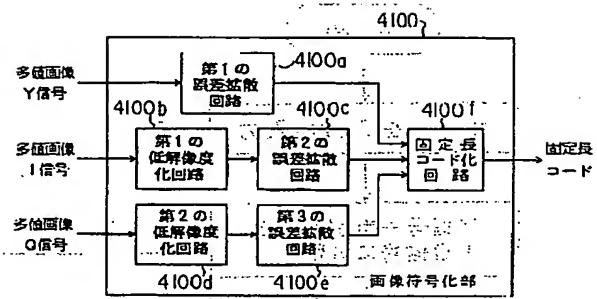 4100
多値画像
Y信号
第1の
誤差拡散
回路
4100a
4100b
多値画像
I信号
第1の
低解像度
化回路
4100c
第2の
誤差拡散
回路
4100f
固定長
コード化
回路
固定長
コード
多値画像
Q信号
第2の
低解像度
化回路
4100d
第3の
誤差拡散
回路
4100e
画像符号化部